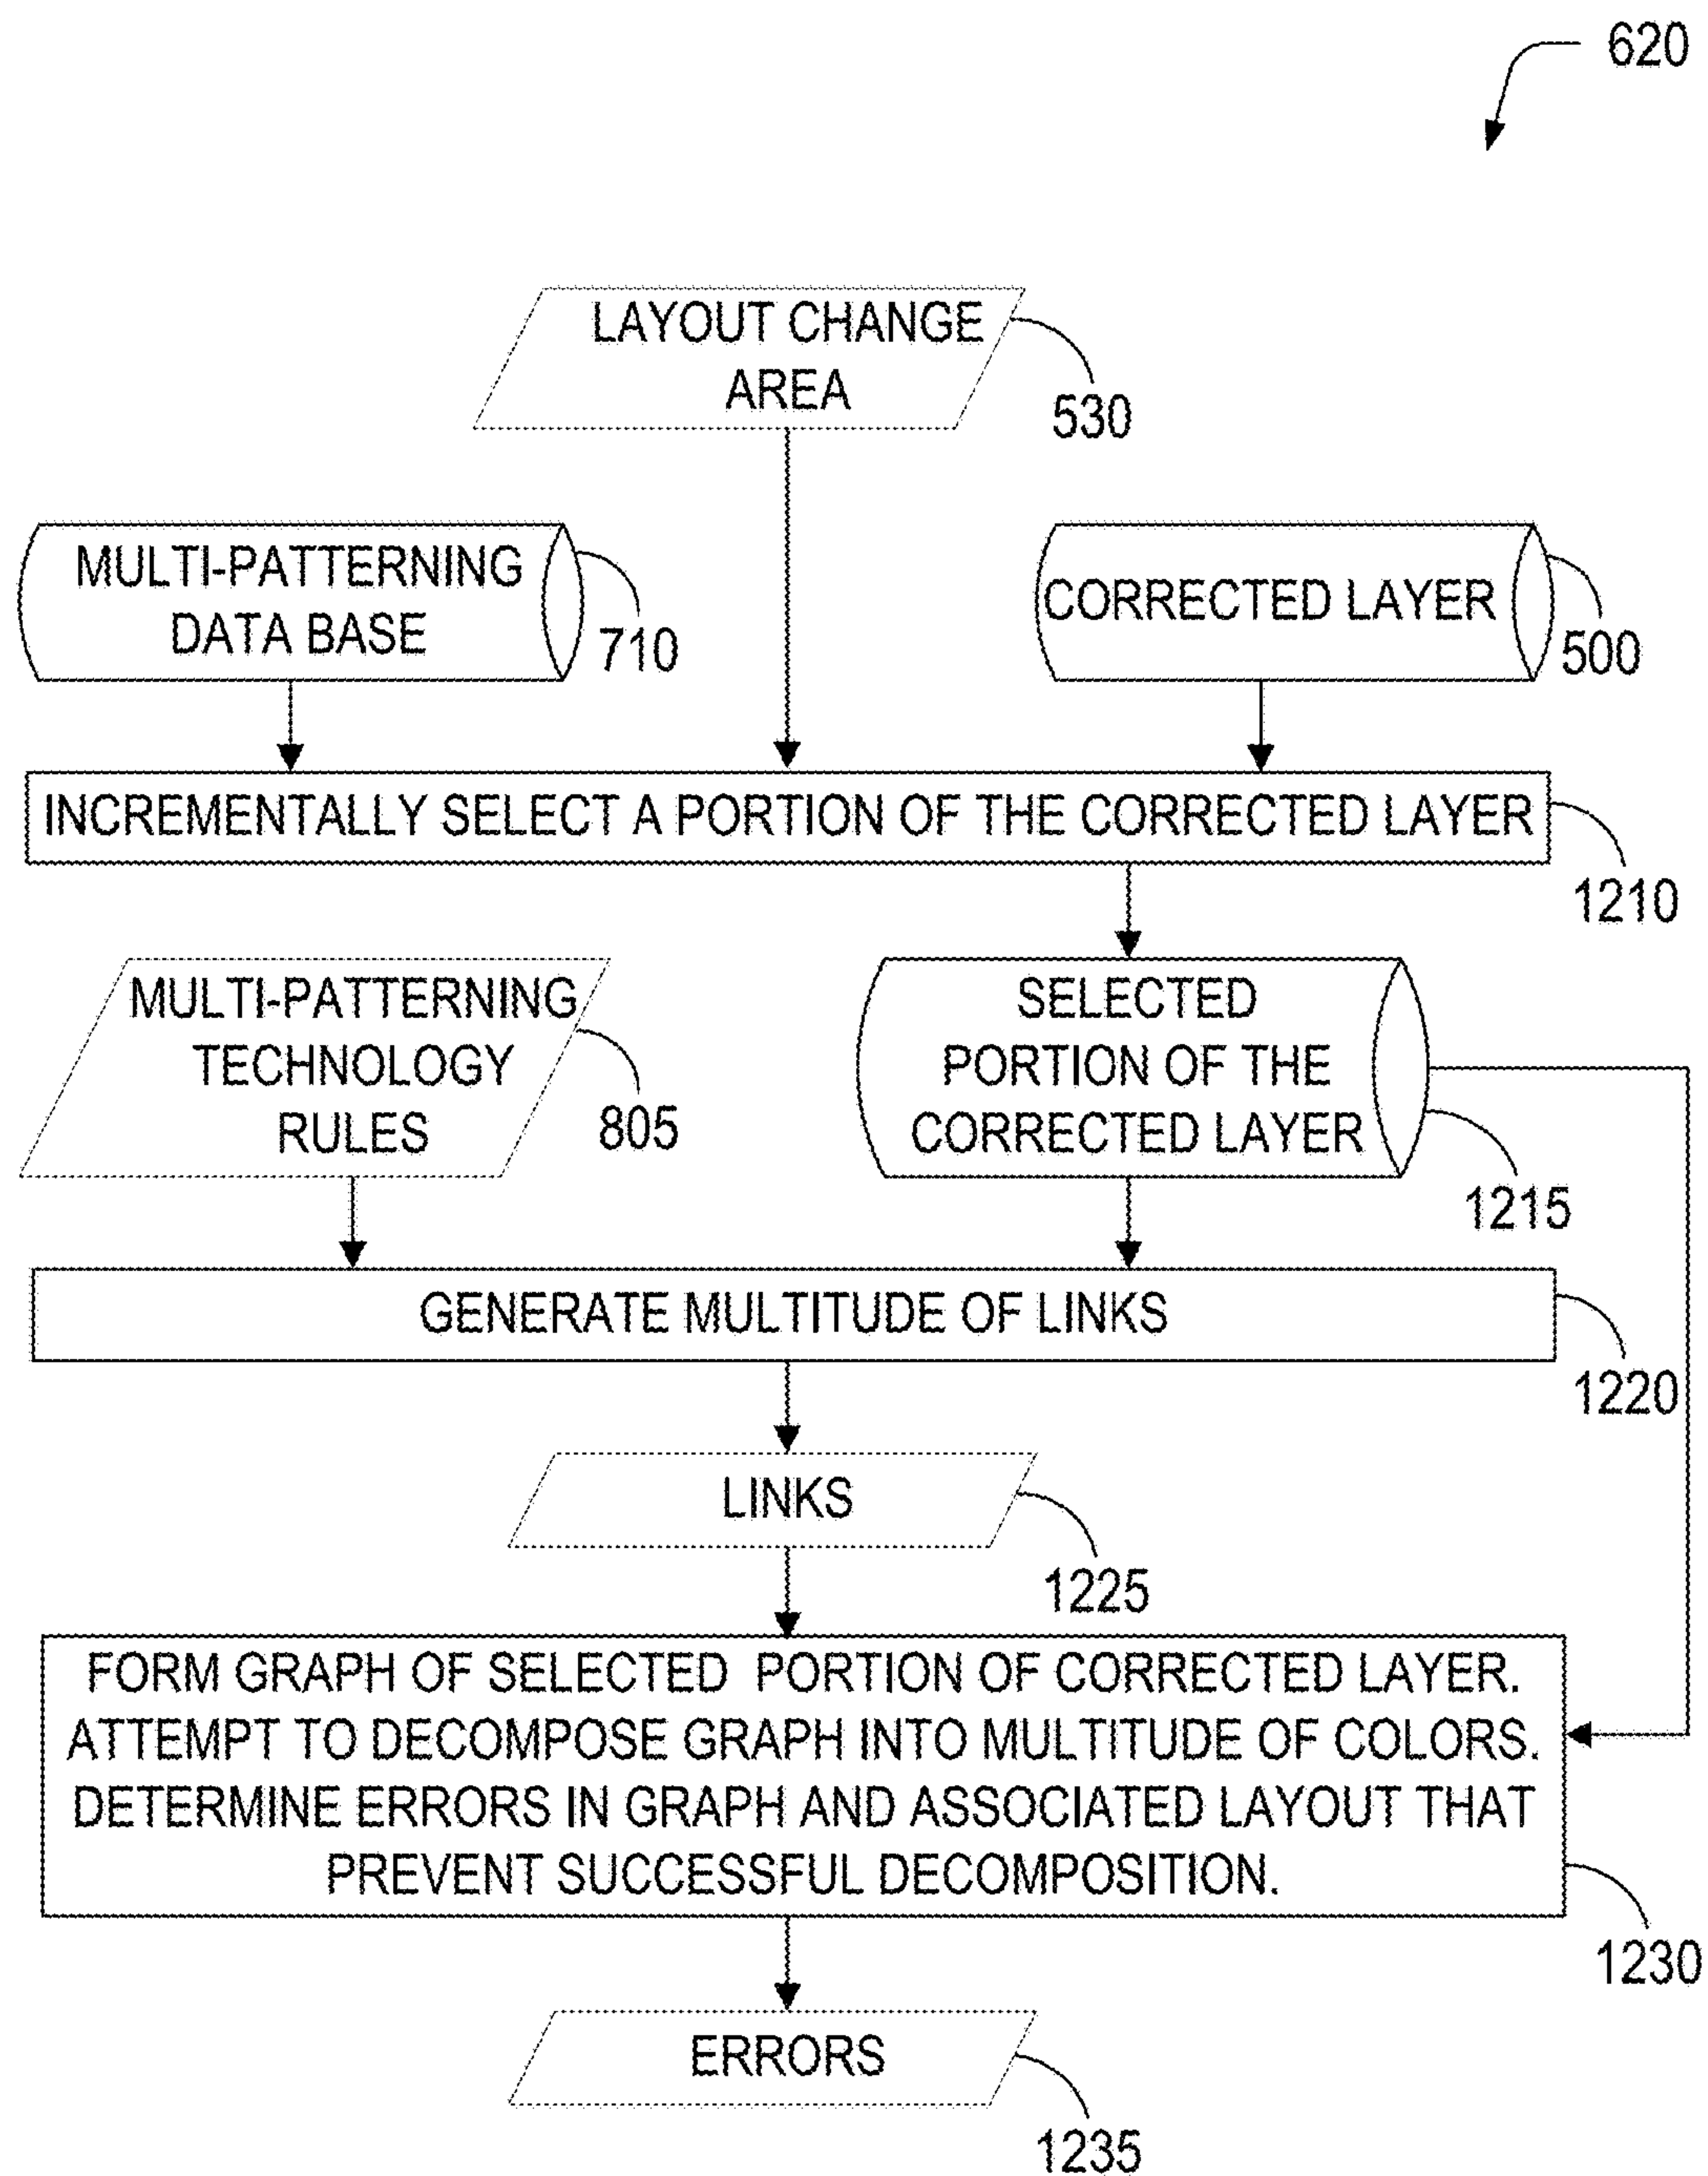 620
LAYOUT CHANGE
AREA
530
MULTI-PATTERNING
DATA BASE
710
CORRECTED LAYER
500
INCREMENTALLY SELECT A PORTION OF THE CORRECTED LAYER
1210
MULTI-PATTERNING
TECHNOLOGY
RULES
805
SELECTED
PORTION OF THE
CORRECTED LAYER
1215
GENERATE MULTITUDE OF LINKS
1220
LINKS
1225
FORM GRAPH OF SELECTED PORTION OF CORRECTED LAYER.
ATTEMPT TO DECOMPOSE GRAPH INTO MULTITUDE OF COLORS.
DETERMINE ERRORS IN GRAPH AND ASSOCIATED LAYOUT THAT
PREVENT SUCCESSFUL DECOMPOSITION.
1230
ERRORS
1235